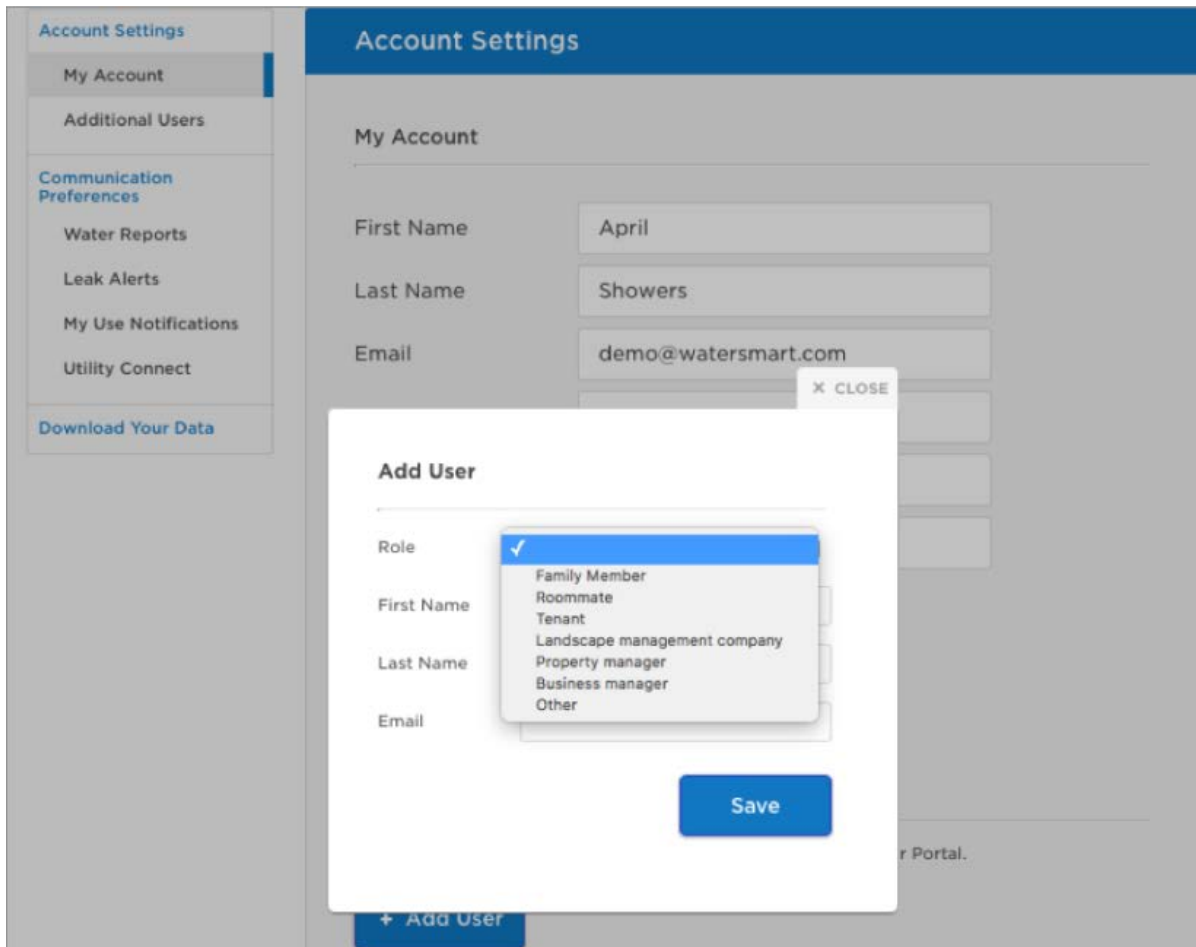 Account Settings
My Account
Additional Users
Communication
Preferences
Water Reports
Leak Alerts
My Use Notifications
Utility Connect
Download Your Data
Account Settings
My Account
First Name April
Last Name Showers
Email demo@watersmart.com
× CLOSE
Add User
Role ✓
Family Member
Roommate
Tenant
Landscape management company
Property manager
Business manager
Other
First Name
Last Name
Email
Save
r Portal.
+ Add User